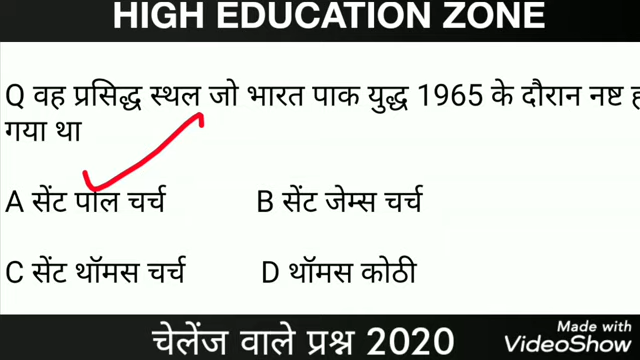 HIGH EDUCATION ZONE
Q वह प्रसिद्ध स्थल जो भारत पाक युद्ध 1965 के दौरान नष्ट
गया था
A सेंट पॉल चर्च B सेंट जेम्स चर्च
C सेंट थॉमस चर्च D थॉमस कोठी
चेलेंज वाले प्रश्न 2020
Made with
VideoShow